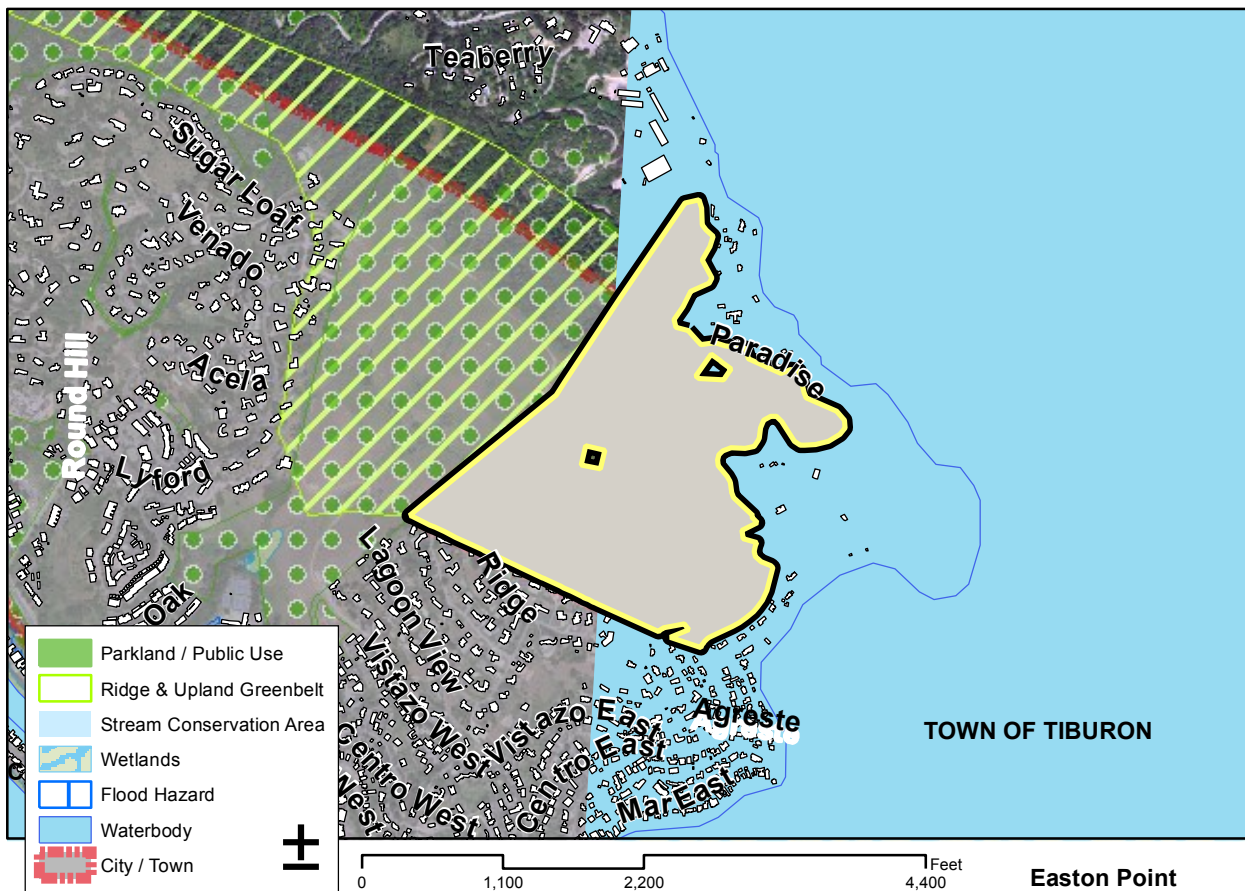 Teaberry
Sugar Loaf
Venado
Acela
Round Hill
Lyford
Oak
Paradise
Ridge
Lagoon View
Vistazo West
Vistazo East
Centro West
West
Centro East
Agreste
Mar East
TOWN OF TIBURON
Parkland / Public Use
Ridge & Upland Greenbelt
Stream Conservation Area
Wetlands
Flood Hazard
Waterbody
City / Town
Feet
0 1,100 2,200 4,400
Easton Point